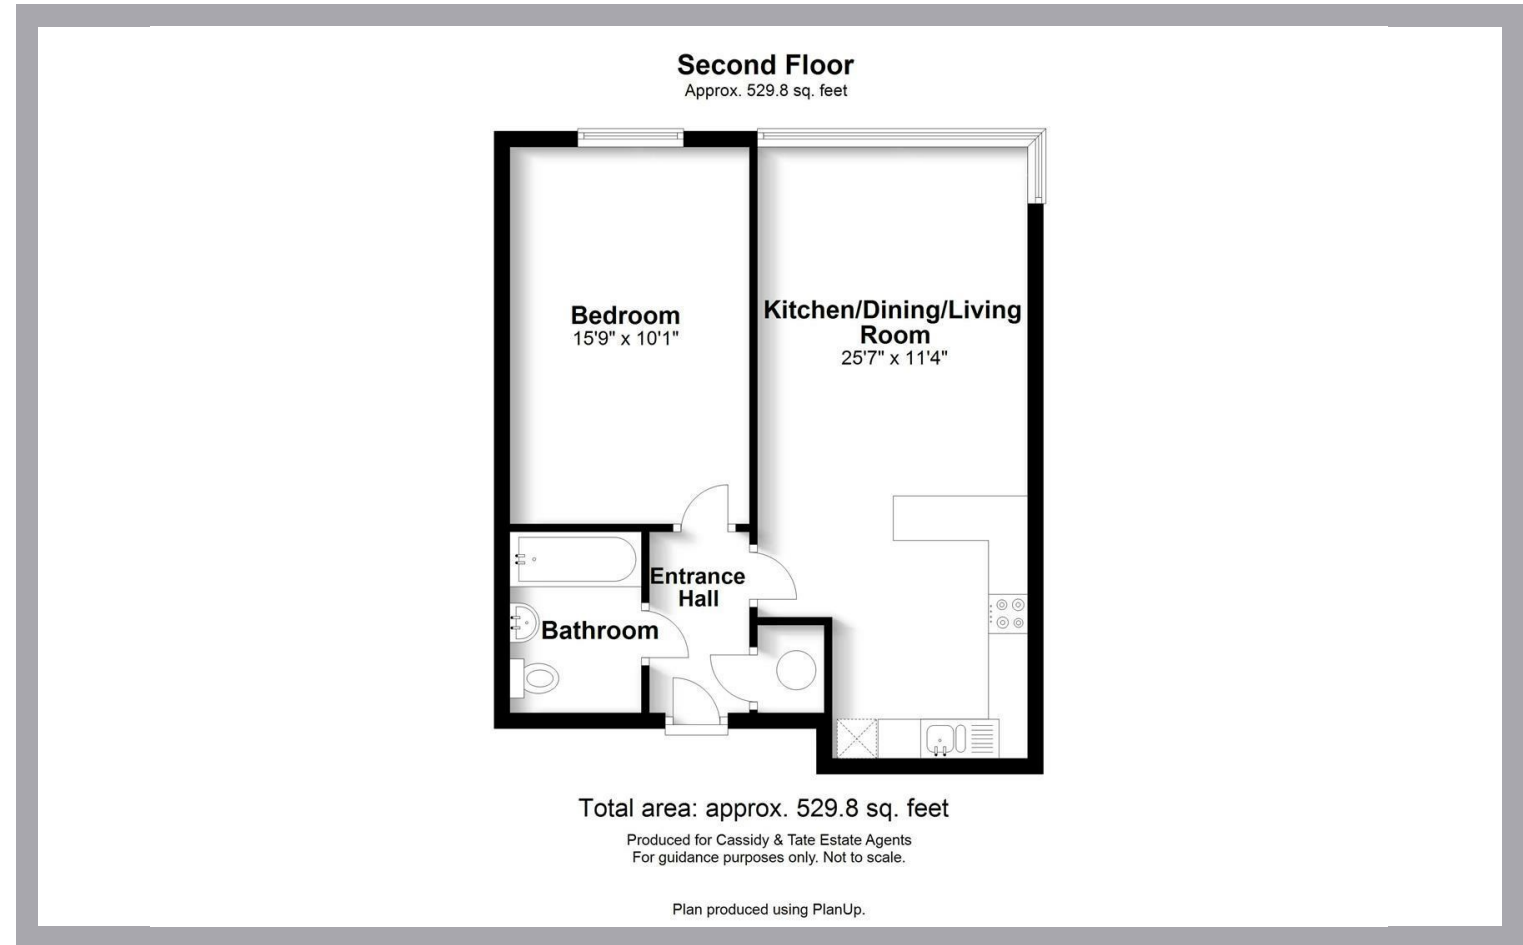 Second Floor
Approx. 529.8 sq. feet
Bedroom
15'9" x 10'1"
Kitchen/Dining/Living
Room
25'7" x 11'4"
Entrance
Hall
Bathroom
Total area: approx. 529.8 sq. feet
Produced for Cassidy & Tate Estate Agents
For guidance purposes only. Not to scale.
Plan produced using PlanUp.